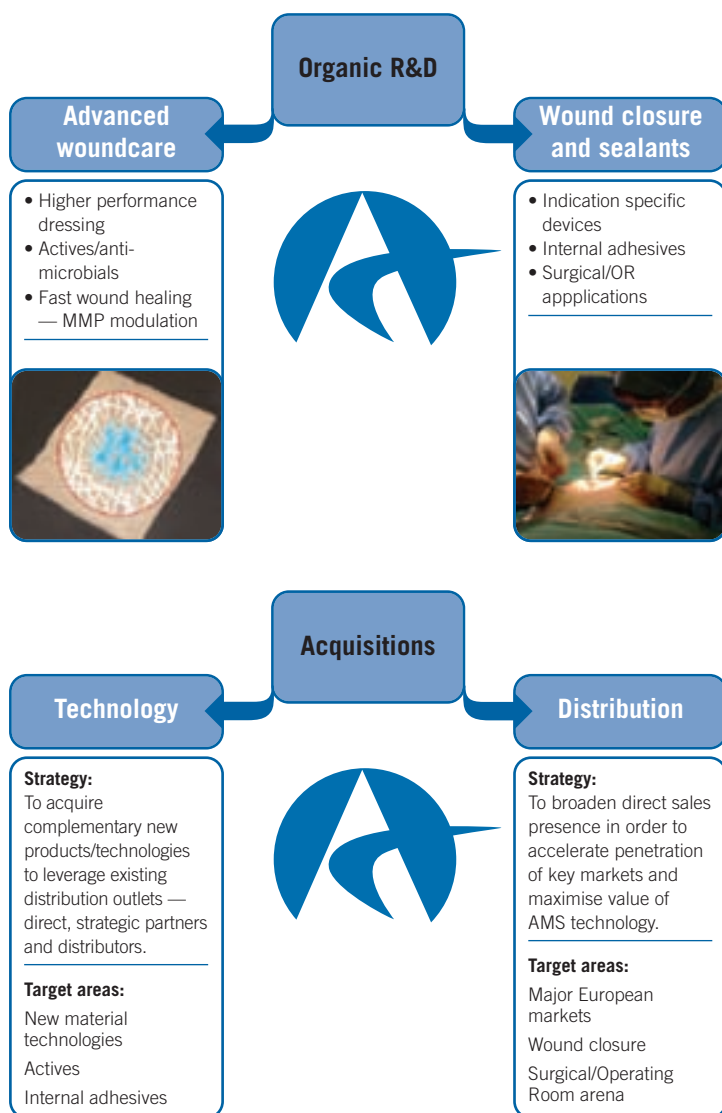 Organic R&D
Advanced
woundcare
• Higher performance
dressing
• Actives/anti-
microbials
• Fast wound healing
— MMP modulation
Wound closure
and sealants
• Indication specific
devices
• Internal adhesives
• Surgical/OR
appplications
Acquisitions
Technology
Strategy:
To acquire
complementary new
products/technologies
to leverage existing
distribution outlets —
direct, strategic partners
and distributors.
Target areas:
New material
technologies
Actives
Internal adhesives
Distribution
Strategy:
To broaden direct sales
presence in order to
accelerate penetration
of key markets and
maximise value of
AMS technology.
Target areas:
Major European
markets
Wound closure
Surgical/Operating
Room arena